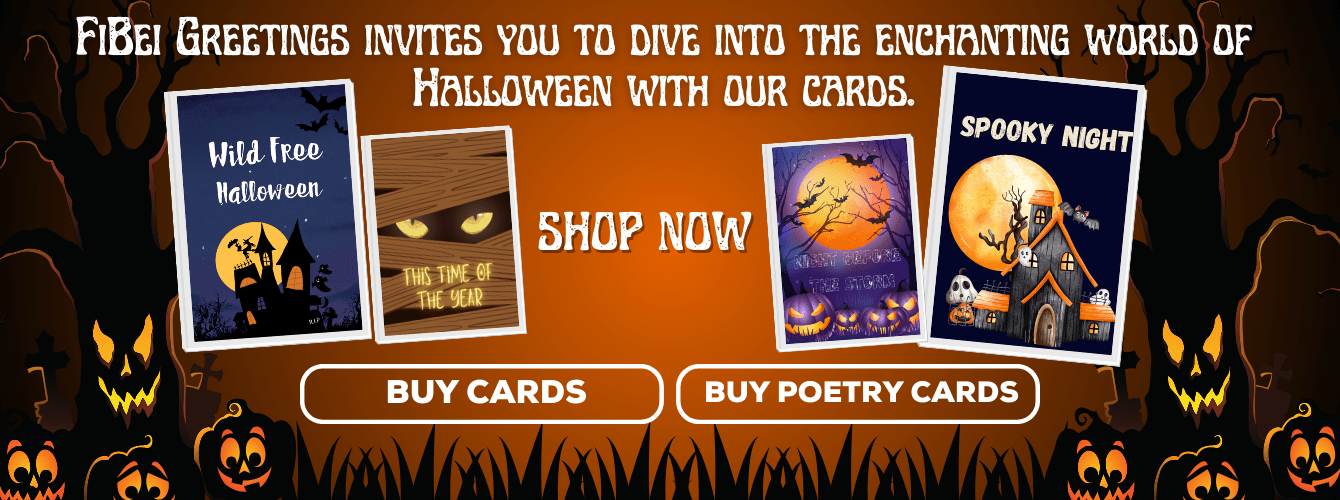 FiBei Greetings invites you to dive into the enchanting world of
Halloween with our cards.
Wild Free
Halloween
R.I.P
THIS TIME OF
THE YEAR
SHOP NOW
NIGHT BEFORE
THE STORM
SPOOKY NIGHT
BUY CARDS
BUY POETRY CARDS